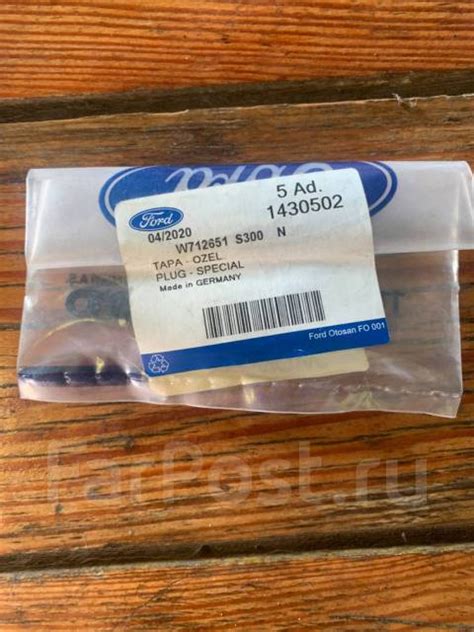 Ford
5 Ad.
1430502
04/2020
W712651 S300 N
TAPA - OZEL
PLUG - SPECIAL
Made in GERMANY
Ford Otosan FO 001
FarPost.ru